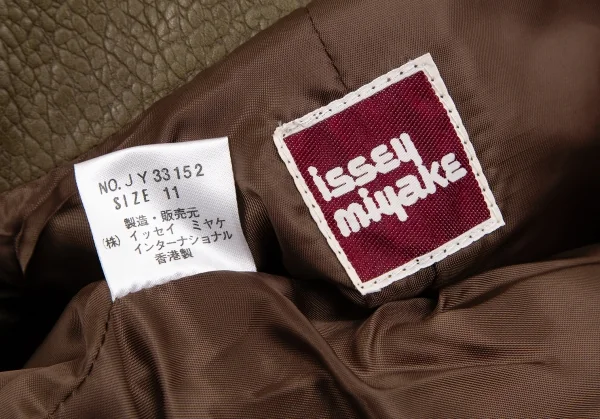 NO. JY33152
SIZE 11
製造・販売元
(株) イッセイ ミヤケ
インターナショナル
香港製
issey
miyake